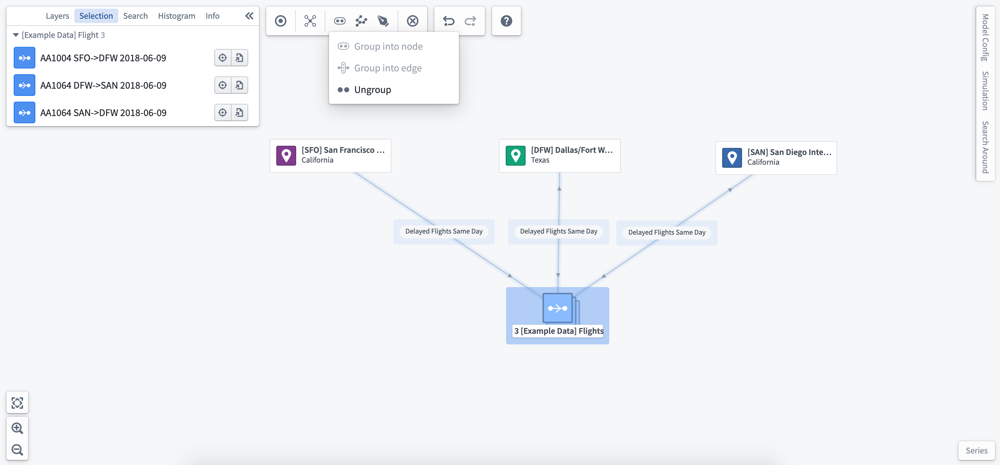 Layers Selection Search Histogram Info
[Example Data] Flight 3
AA1004 SFO->DFW 2018-06-09
AA1064 DFW->SAN 2018-06-09
AA1064 SAN->DFW 2018-06-09
Group into node
Group into edge
Ungroup
Model Config
Simulation
Search Around
[SFO] San Francisco ...
California
[DFW] Dallas/Fort W...
Texas
[SAN] San Diego Inte...
California
Delayed Flights Same Day
Delayed Flights Same Day
Delayed Flights Same Day
3 [Example Data] Flights
Series